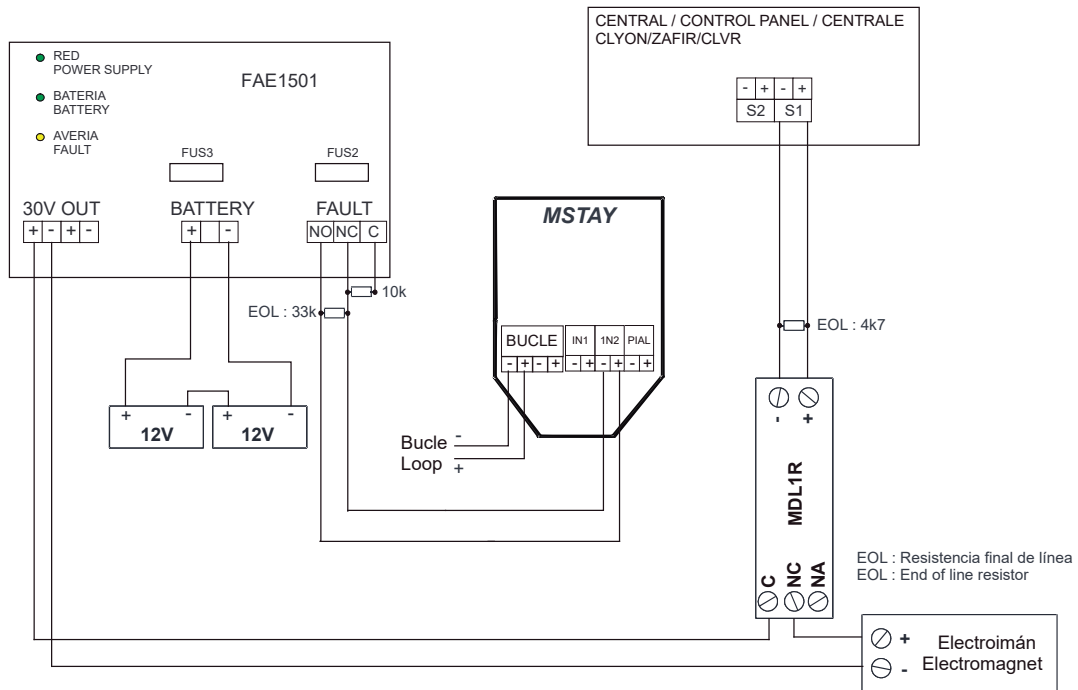 CENTRAL / CONTROL PANEL / CENTRALE
CLYON/ZAFIR/CLVR
- + - +
S2 S1
RED
POWER SUPPLY
BATERIA
BATTERY
AVERIA
FAULT
FAE1501
FUS3
FUS2
30V OUT
+ - + -
BATTERY
+ -
FAULT
NO NC C
10k
EOL : 33k
MSTAY
BUCLE IN1 1N2 PIAL
- + - + - + - + - +
EOL : 4k7
+ - + -
12V 12V
Bucle -
Loop +
- +
MDL1R
C NC NA
EOL : Resistencia final de línea
EOL : End of line resistor
+ Electroimán
- Electromagnet